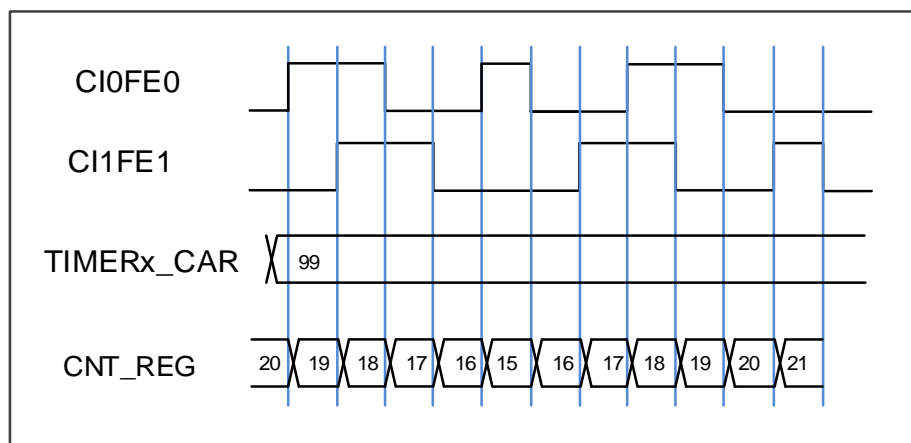 CI0FE0
CI1FE1
TIMERx_CAR 99
CNT_REG 20 19 18 17 16 15 16 17 18 19 20 21